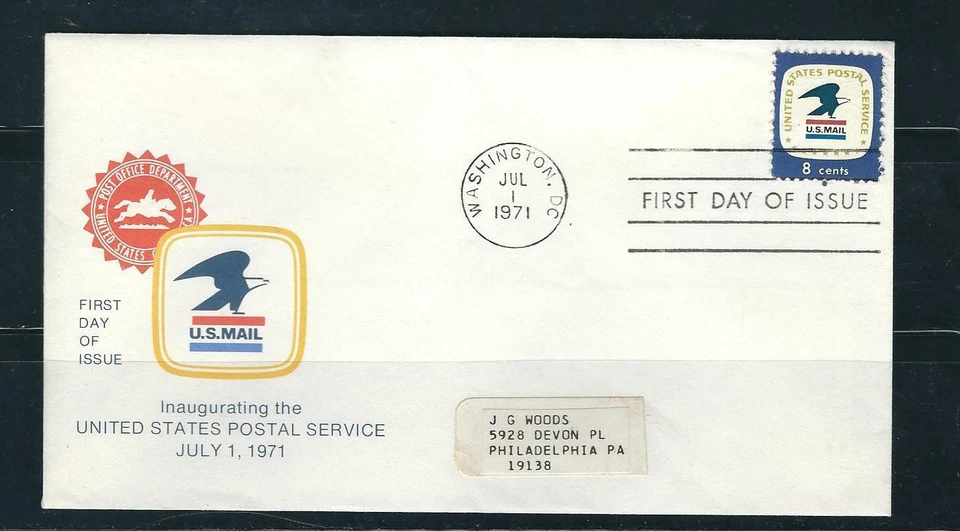 UNITED STATES POSTAL SERVICE
U.S.MAIL
8 cents
WASHINGTON, DC
JUL
1
1971
FIRST DAY OF ISSUE
POST OFFICE DEPARTMENT
UNITED STATES
U.S.MAIL
FIRST
DAY
OF
ISSUE
Inaugurating the
UNITED STATES POSTAL SERVICE
JULY 1, 1971
J G WOODS
5928 DEVON PL
PHILADELPHIA PA
19138